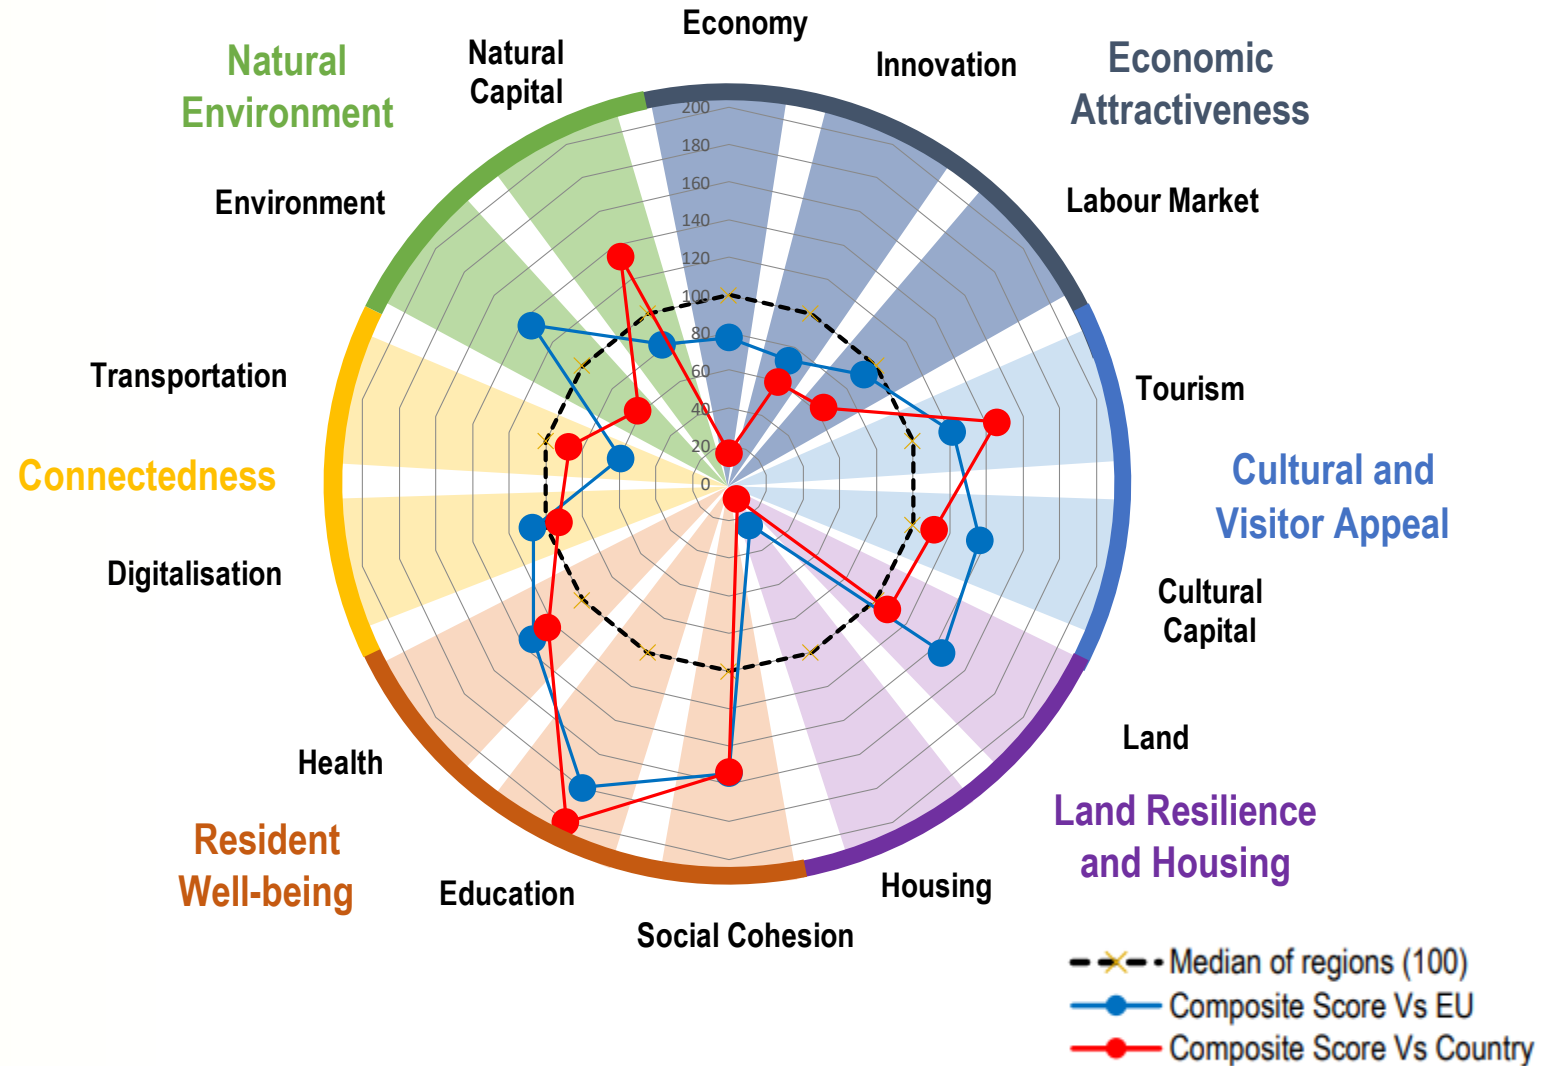 Economy
Natural
Capital
Innovation
Natural
Environment
Economic
Attractiveness
Environment
Labour Market
200
180
160
140
120
100
80
60
40
20
0
Transportation
Tourism
Connectedness
Cultural and
Visitor Appeal
Digitalisation
Cultural
Capital
Health
Land
Resident
Well-being
Land Resilience
and Housing
Education
Housing
Social Cohesion
Median of regions (100)
Composite Score Vs EU
Composite Score Vs Country